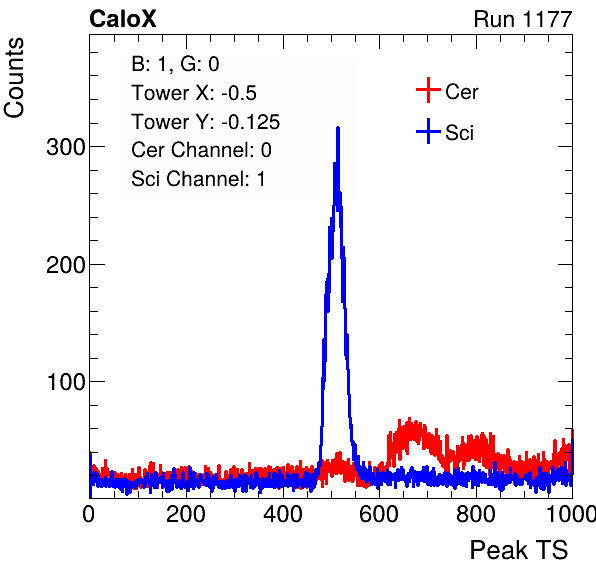 CaloX Run 1177
Counts
B: 1, G: 0
Tower X: -0.5
Tower Y: -0.125
Cer Channel: 0
Sci Channel: 1
Cer
Sci
300
200
100
0 200 400 600 800 1000
Peak TS